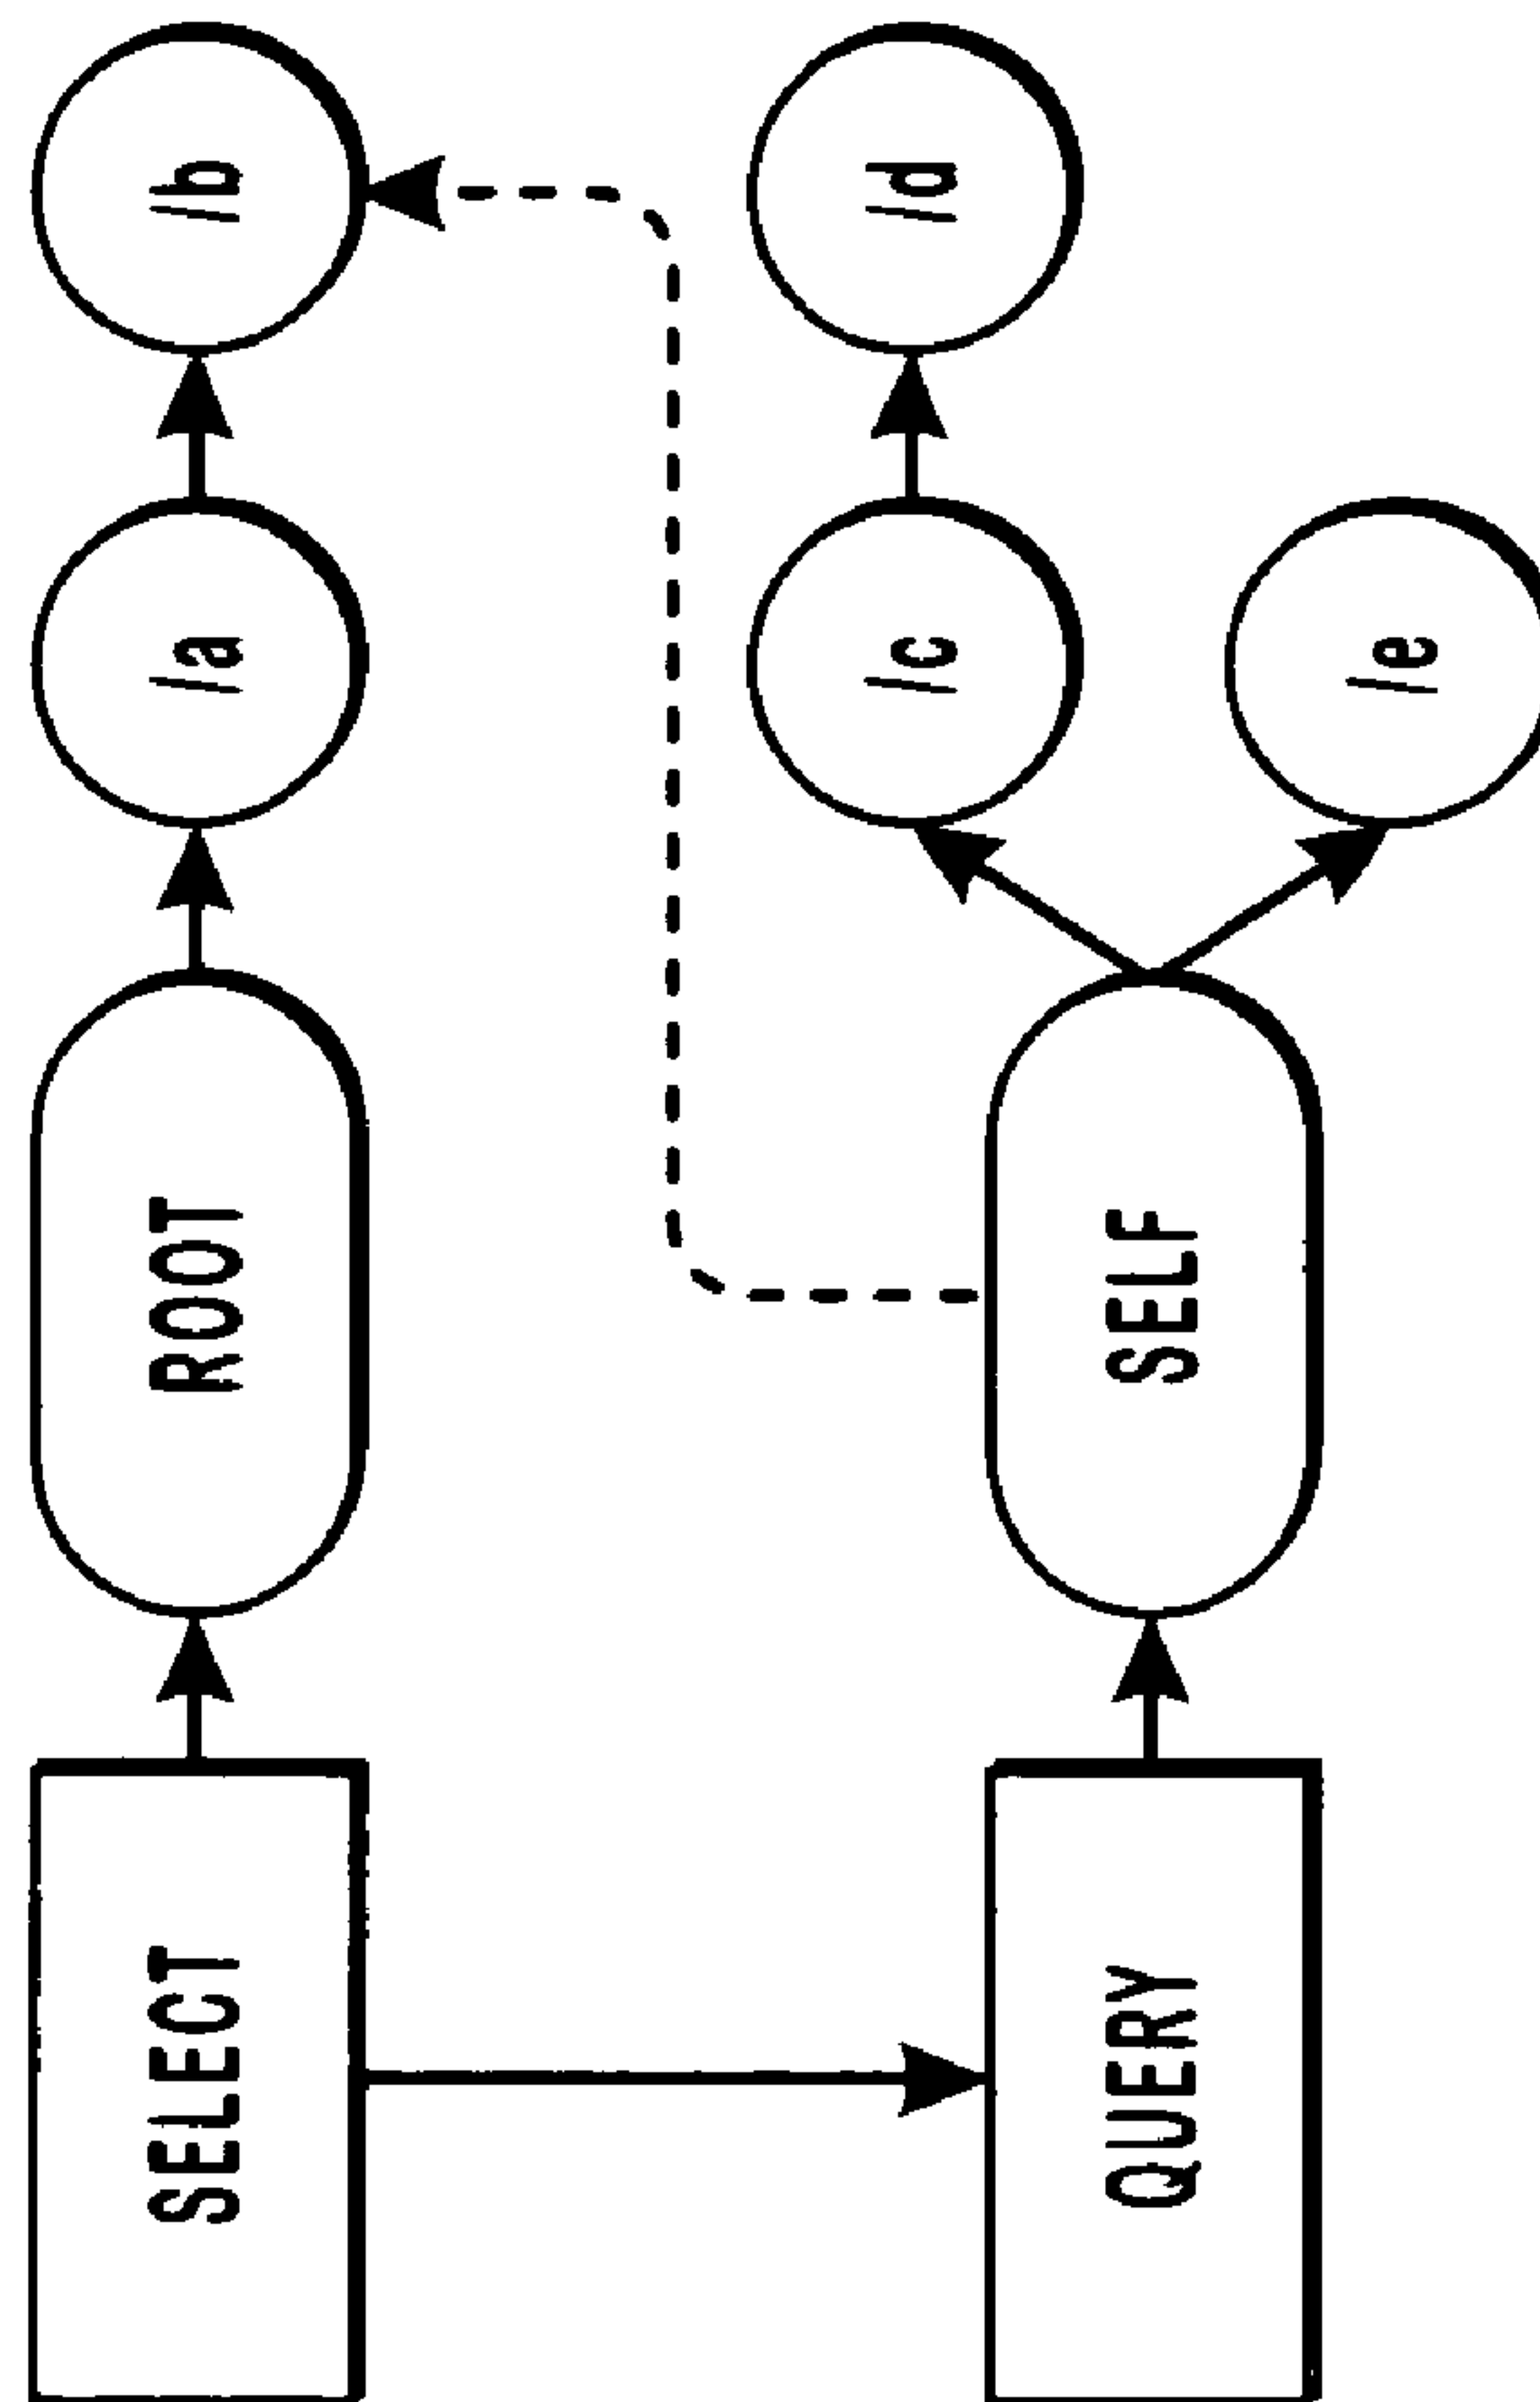 SELECT
ROOT
/a
/b
QUERY
SELF
/c
/d
/e